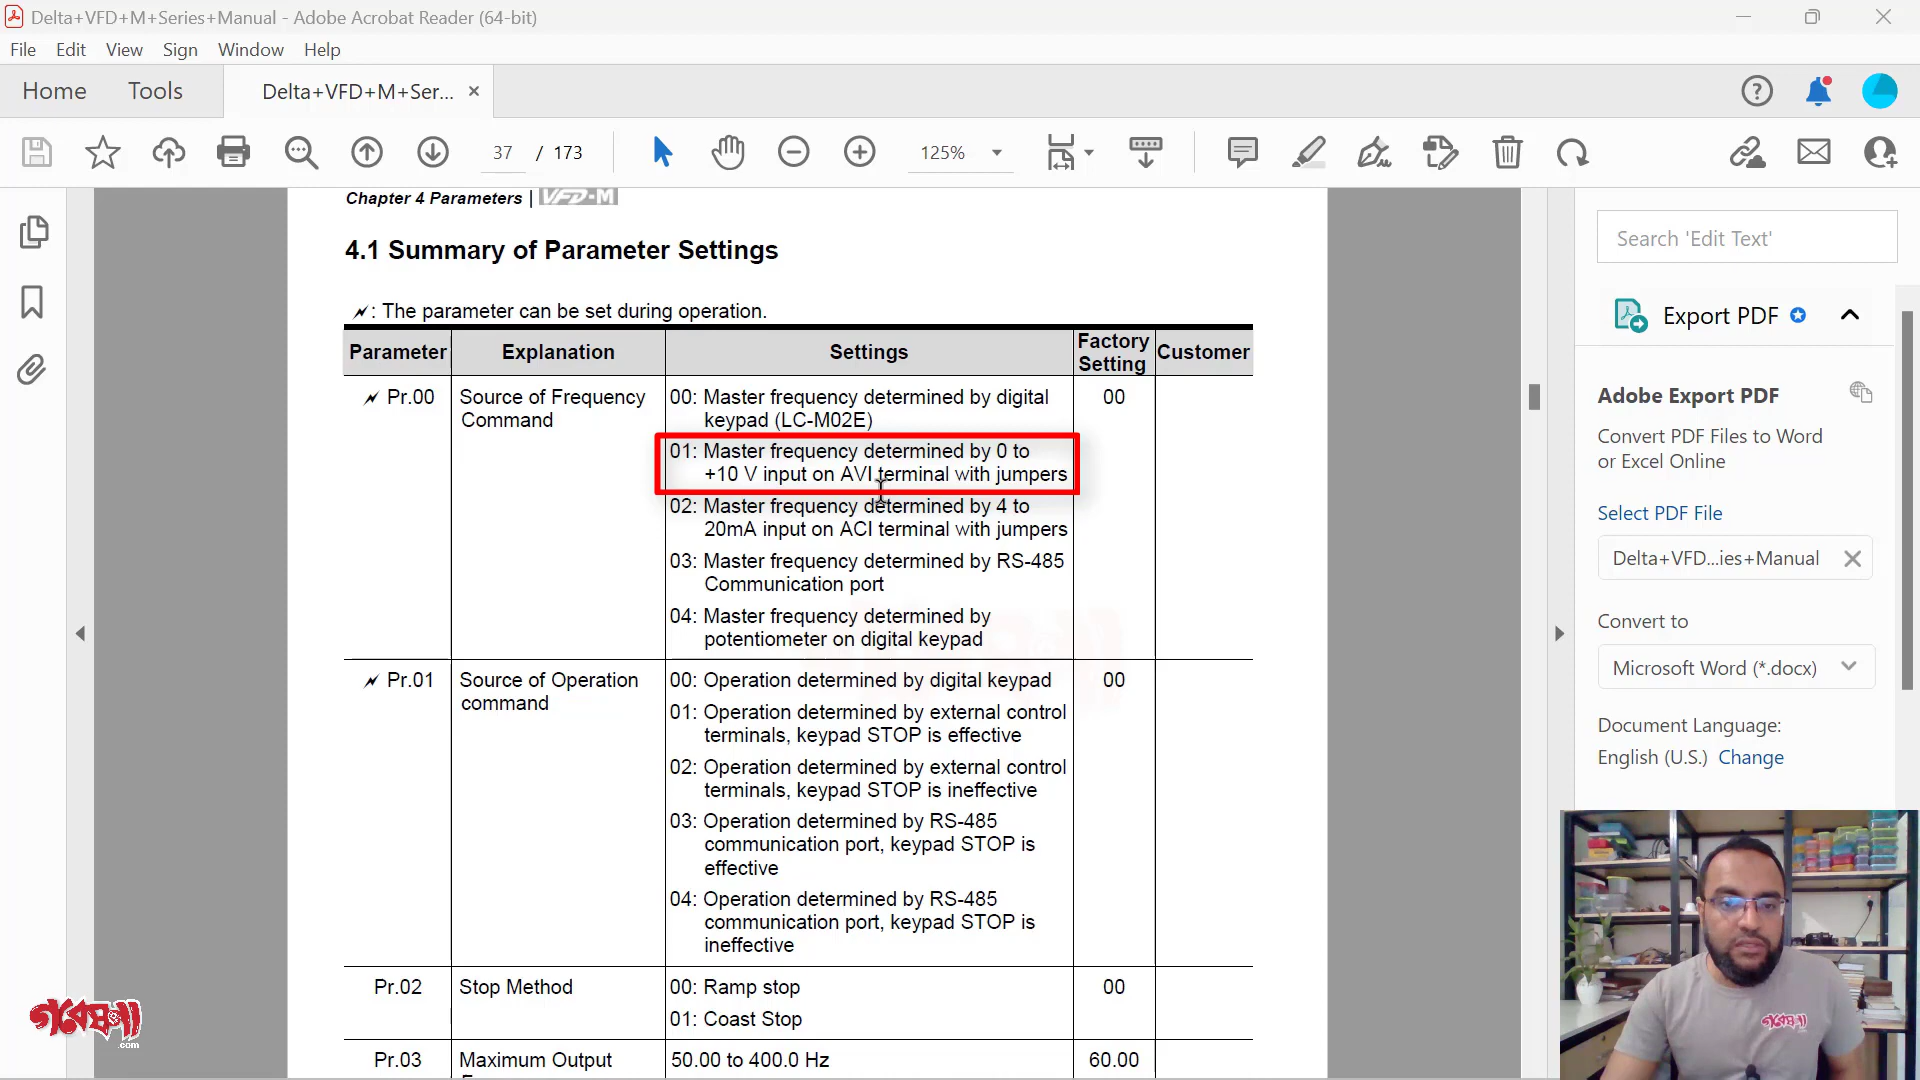 Delta+VFD+M+Series+Manual - Adobe Acrobat Reader (64-bit)
File Edit View Sign Window Help
Home Tools Delta+VFD+M+Ser... ×
37 / 173 125%
Chapter 4 Parameters | VFD-M
4.1 Summary of Parameter Settings
: The parameter can be set during operation.
Parameter Explanation Settings Factory Setting Customer
Pr.00 Source of Frequency Command 00
00: Master frequency determined by digital
keypad (LC-M02E)
01: Master frequency determined by 0 to
+10 V input on AVI terminal with jumpers
02: Master frequency determined by 4 to
20mA input on ACI terminal with jumpers
03: Master frequency determined by RS-485
Communication port
04: Master frequency determined by
potentiometer on digital keypad
Pr.01 Source of Operation command 00
00: Operation determined by digital keypad
01: Operation determined by external control
terminals, keypad STOP is effective
02: Operation determined by external control
terminals, keypad STOP is ineffective
03: Operation determined by RS-485
communication port, keypad STOP is
effective
04: Operation determined by RS-485
communication port, keypad STOP is
ineffective
Pr.02 Stop Method 00: Ramp stop 00
01: Coast Stop
Pr.03 Maximum Output 50.00 to 400.0 Hz 60.00
Search 'Edit Text'
Export PDF
Adobe Export PDF
Convert PDF Files to Word
or Excel Online
Select PDF File
Delta+VFD...ies+Manual
Convert to
Microsoft Word (*.docx)
Document Language:
English (U.S.) Change
গবেষণা
.com
গবেষণা